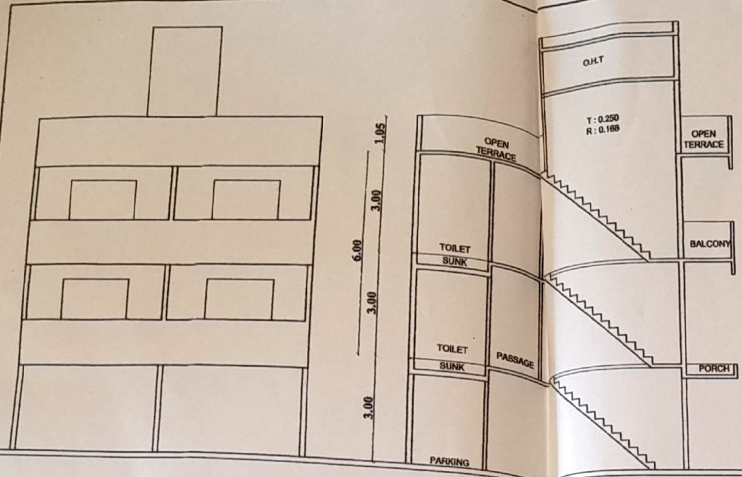 O.H.T
T : 0.250
R : 0.168
1.05
OPEN
TERRACE
OPEN
TERRACE
3.00
6.00
TOILET
SUNK
BALCONY
3.00
TOILET
SUNK
PASSAGE
PORCH
3.00
PARKING